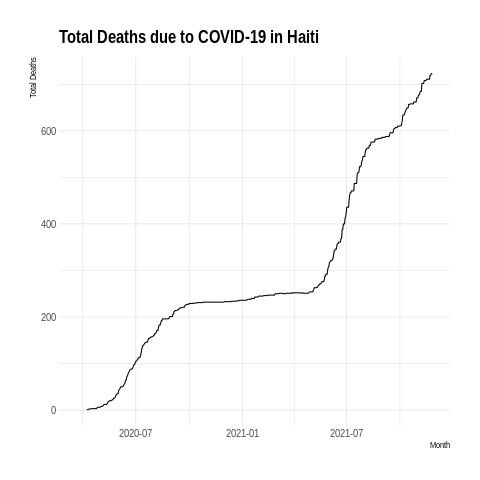 Total Deaths due to COVID-19 in Haiti
Total Deaths
600
400
200
0
2020-07
2021-01
2021-07
Month